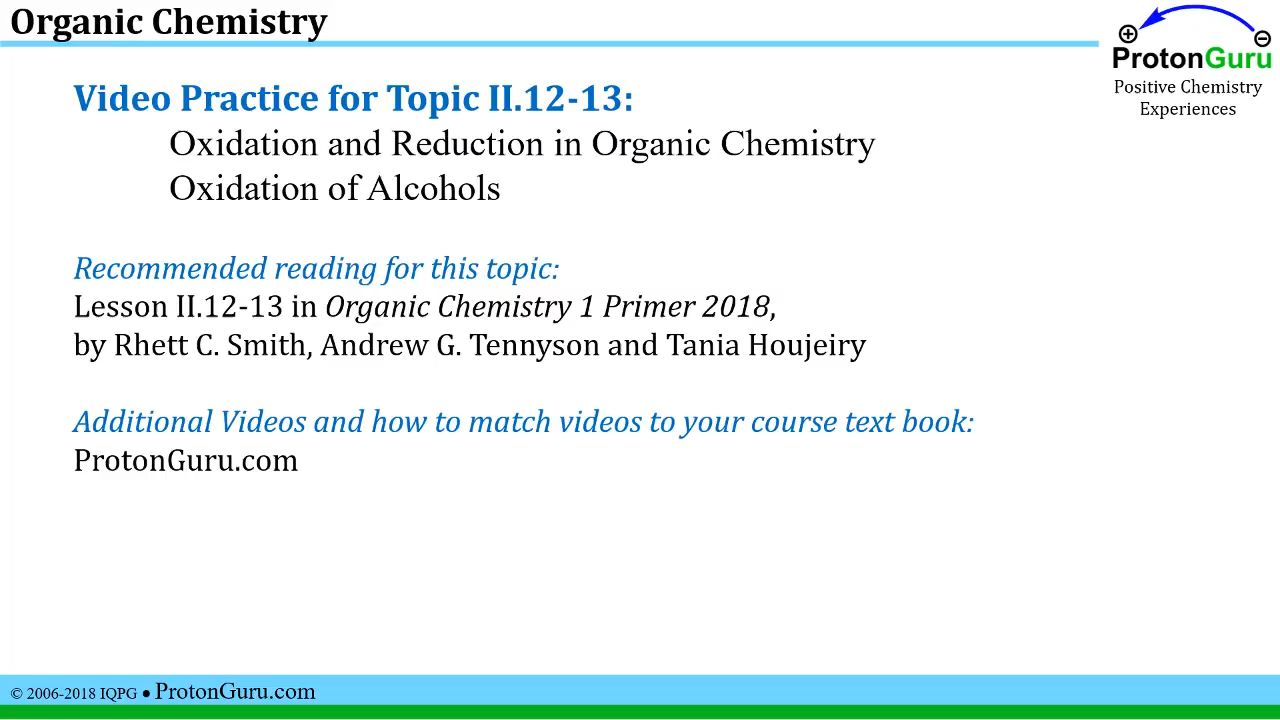 Organic Chemistry
ProtonGuru
Positive Chemistry
Experiences
Video Practice for Topic II.12-13:
Oxidation and Reduction in Organic Chemistry
Oxidation of Alcohols
Recommended reading for this topic:
Lesson II.12-13 in Organic Chemistry 1 Primer 2018,
by Rhett C. Smith, Andrew G. Tennyson and Tania Houjeiry
Additional Videos and how to match videos to your course text book:
ProtonGuru.com
© 2006-2018 IQPG ● ProtonGuru.com